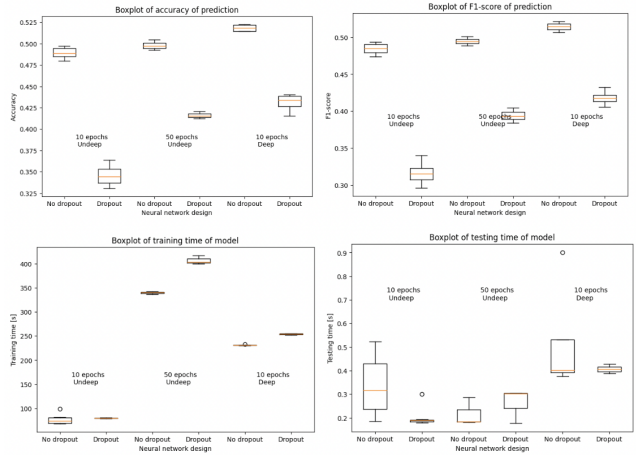 Boxplot of accuracy of prediction
Accuracy
0.525
0.500
0.475
0.450
0.425
0.400
0.375
0.350
0.325
10 epochs
Undeep
50 epochs
Undeep
10 epochs
Deep
No dropout Dropout No dropout Dropout No dropout Dropout
Neural network design
Boxplot of F1-score of prediction
F1-score
0.50
0.45
0.40
0.35
0.30
10 epochs
Undeep
50 epochs
Undeep
10 epochs
Deep
No dropout Dropout No dropout Dropout No dropout Dropout
Neural network design
Boxplot of training time of model
Training time [s]
400
350
300
250
200
150
100
10 epochs
Undeep
50 epochs
Undeep
10 epochs
Deep
No dropout Dropout No dropout Dropout No dropout Dropout
Neural network design
Boxplot of testing time of model
Testing time [s]
0.9
0.8
0.7
0.6
0.5
0.4
0.3
0.2
10 epochs
Undeep
50 epochs
Undeep
10 epochs
Deep
No dropout Dropout No dropout Dropout No dropout Dropout
Neural network design